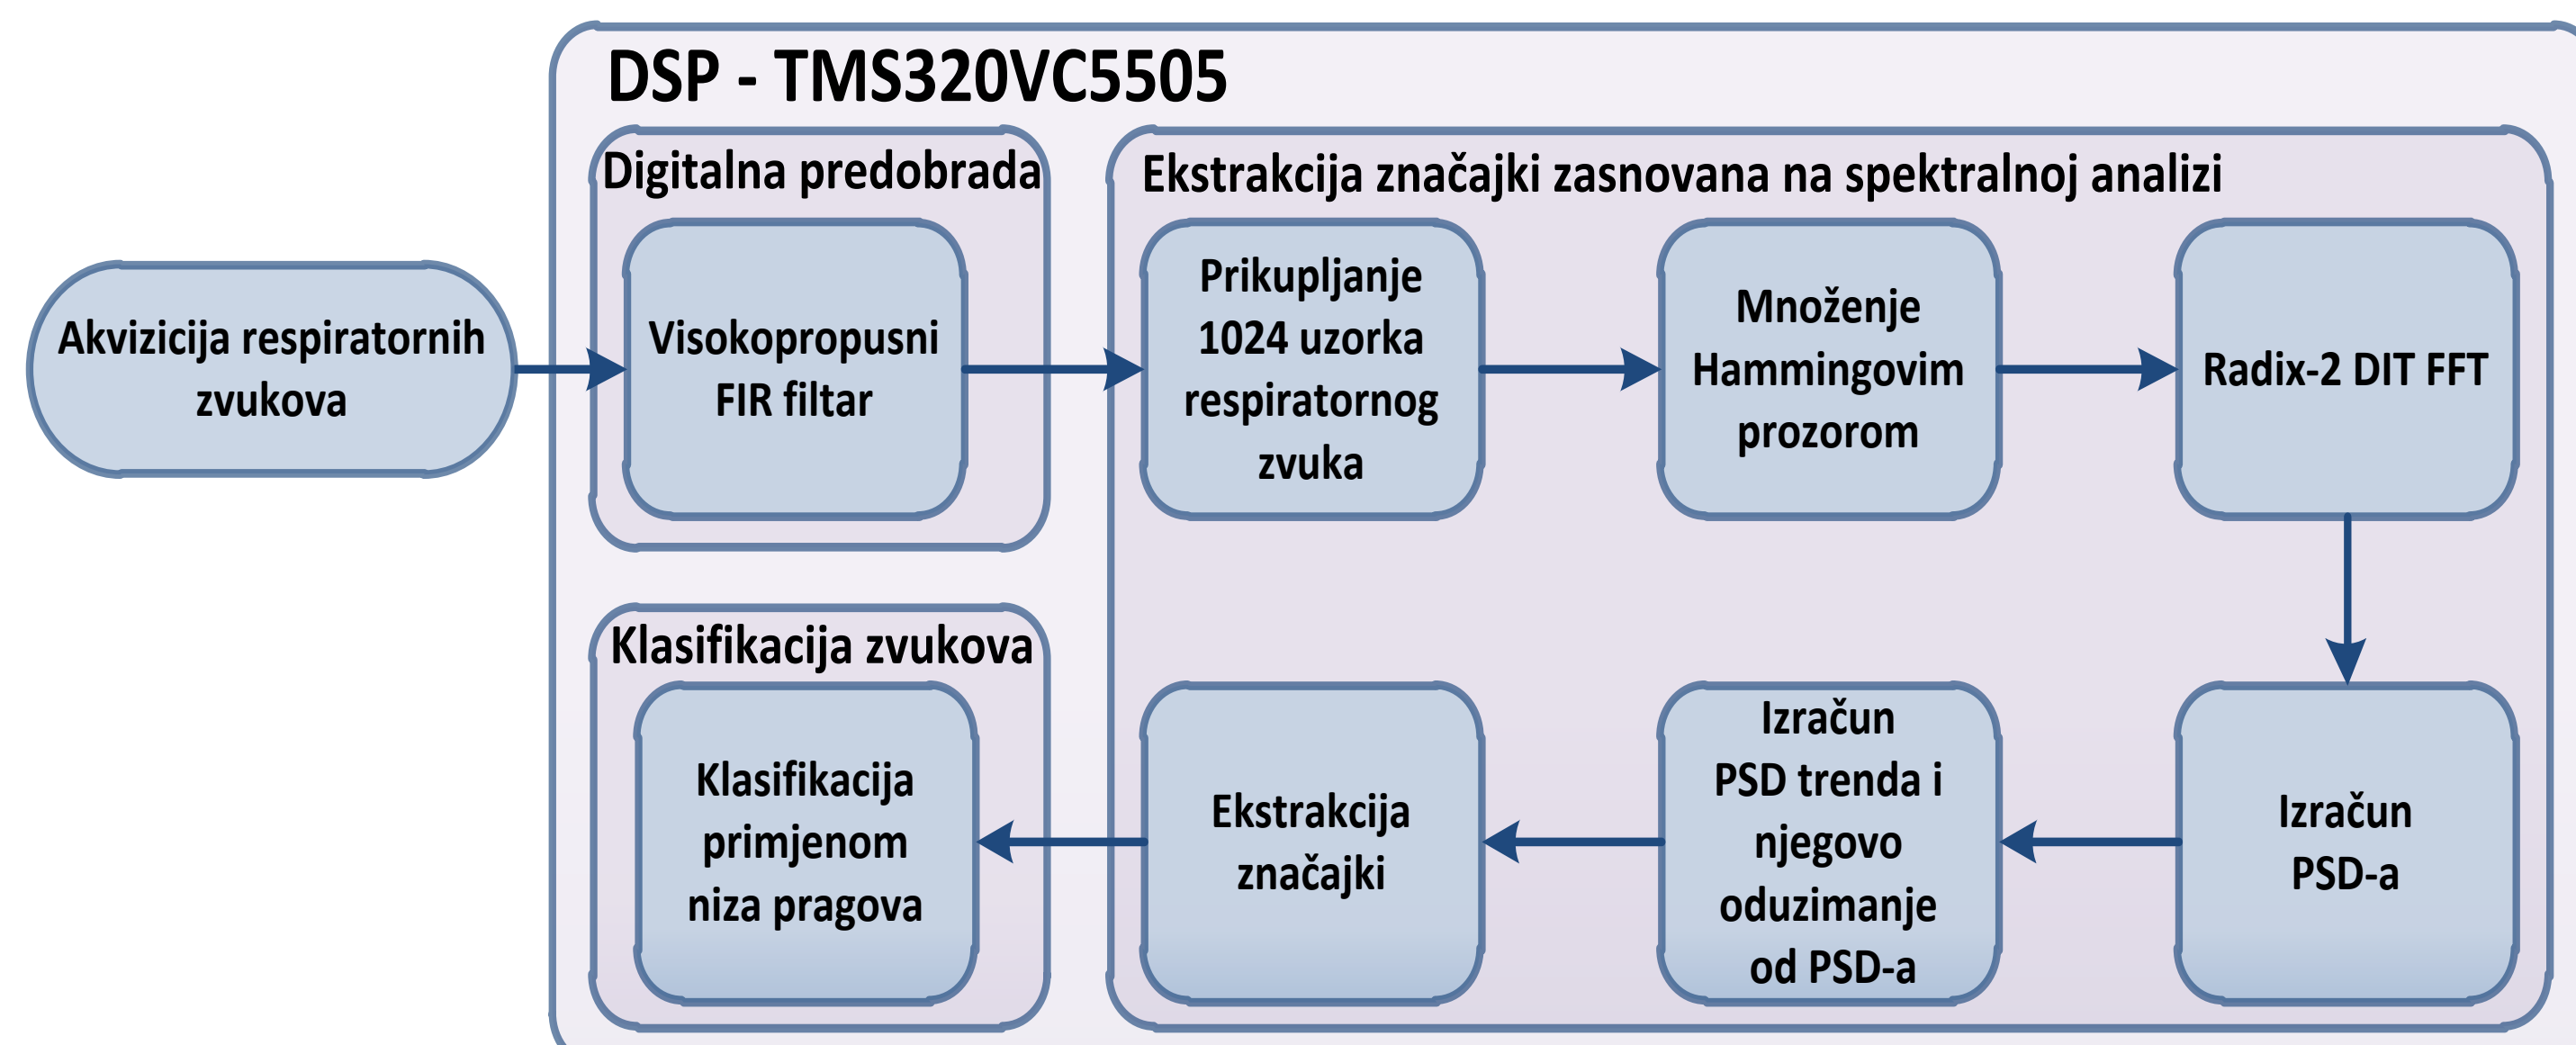 DSP - TMS320VC5505
Digitalna predobrada
Ekstrakcija značajki zasnovana na spektralnoj analizi
Akvizicija respiratornih
zvukova
Visokopropusni
FIR filtar
Prikupljanje
1024 uzorka
respiratornog
zvuka
Množenje
Hammingovim
prozorom
Radix-2 DIT FFT
Izračun
PSD-a
Izračun
PSD trenda i
njegovo
oduzimanje
od PSD-a
Ekstrakcija
značajki
Klasifikacija zvukova
Klasifikacija
primjenom
niza pragova